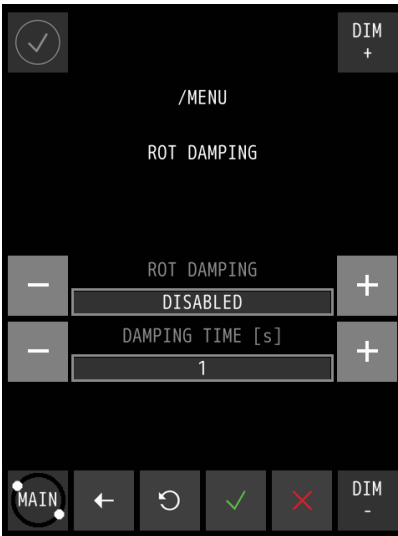 DIM
+
/MENU
ROT DAMPING
ROT DAMPING
− DISABLED +
DAMPING TIME [s]
− 1 +
MAIN
DIM
-